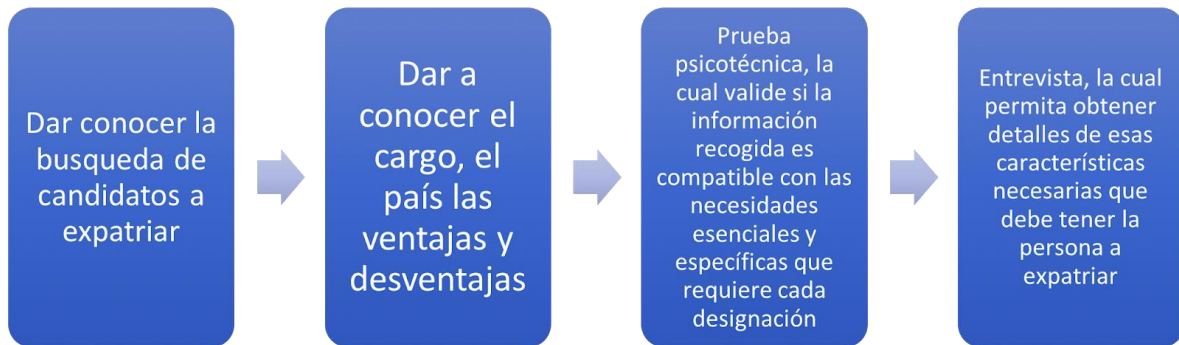 Dar conocer la
busqueda de
candidatos a
expatriar
Dar a
conocer el
cargo, el
país las
ventajas y
desventajas
Prueba
psicotécnica, la
cual valide si la
información
recogida es
compatible con las
necesidades
esenciales y
específicas que
requiere cada
designación
Entrevista, la cual
permita obtener
detalles de esas
características
necesarias que
debe tener la
persona a
expatriar